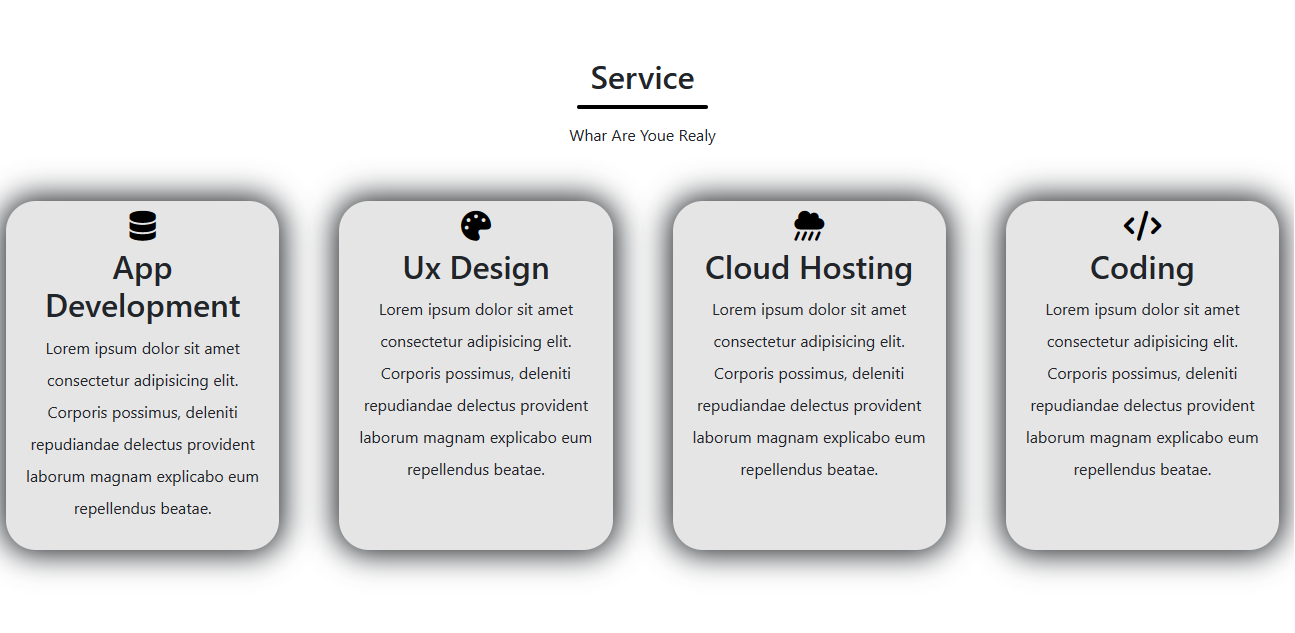 Service
Whar Are Youe Realy
App
Development
Lorem ipsum dolor sit amet
consectetur adipisicing elit.
Corporis possimus, deleniti
repudiandae delectus provident
laborum magnam explicabo eum
repellendus beatae.
Ux Design
Lorem ipsum dolor sit amet
consectetur adipisicing elit.
Corporis possimus, deleniti
repudiandae delectus provident
laborum magnam explicabo eum
repellendus beatae.
Cloud Hosting
Lorem ipsum dolor sit amet
consectetur adipisicing elit.
Corporis possimus, deleniti
repudiandae delectus provident
laborum magnam explicabo eum
repellendus beatae.
Coding
Lorem ipsum dolor sit amet
consectetur adipisicing elit.
Corporis possimus, deleniti
repudiandae delectus provident
laborum magnam explicabo eum
repellendus beatae.